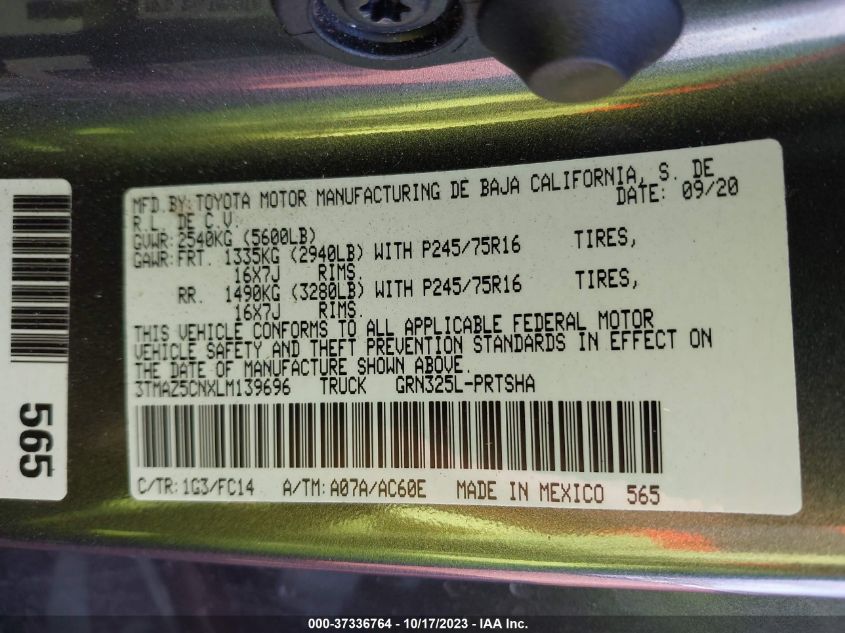 MFD.BY: TOYOTA MOTOR MANUFACTURING DE BAJA CALIFORNIA, S. DE
R L. DE C.V. DATE: 09/20
GVWR: 2540KG (5600LB)
GAWR: FRT. 1335KG (2940LB) WITH P245/75R16 TIRES,
16X7J RIMS.
RR. 1490KG (3280LB) WITH P245/75R16 TIRES,
16X7J RIMS.
THIS VEHICLE CONFORMS TO ALL APPLICABLE FEDERAL MOTOR
VEHICLE SAFETY AND THEFT PREVENTION STANDARDS IN EFFECT ON
THE DATE OF MANUFACTURE SHOWN ABOVE.
3TMAZ5CNXLM139696 TRUCK GRN325L-PRTSHA
C/TR: 1G3/FC14 A/TM: A07A/AC60E MADE IN MEXICO 565
565
000-37336764 - 10/17/2023 - IAA Inc.